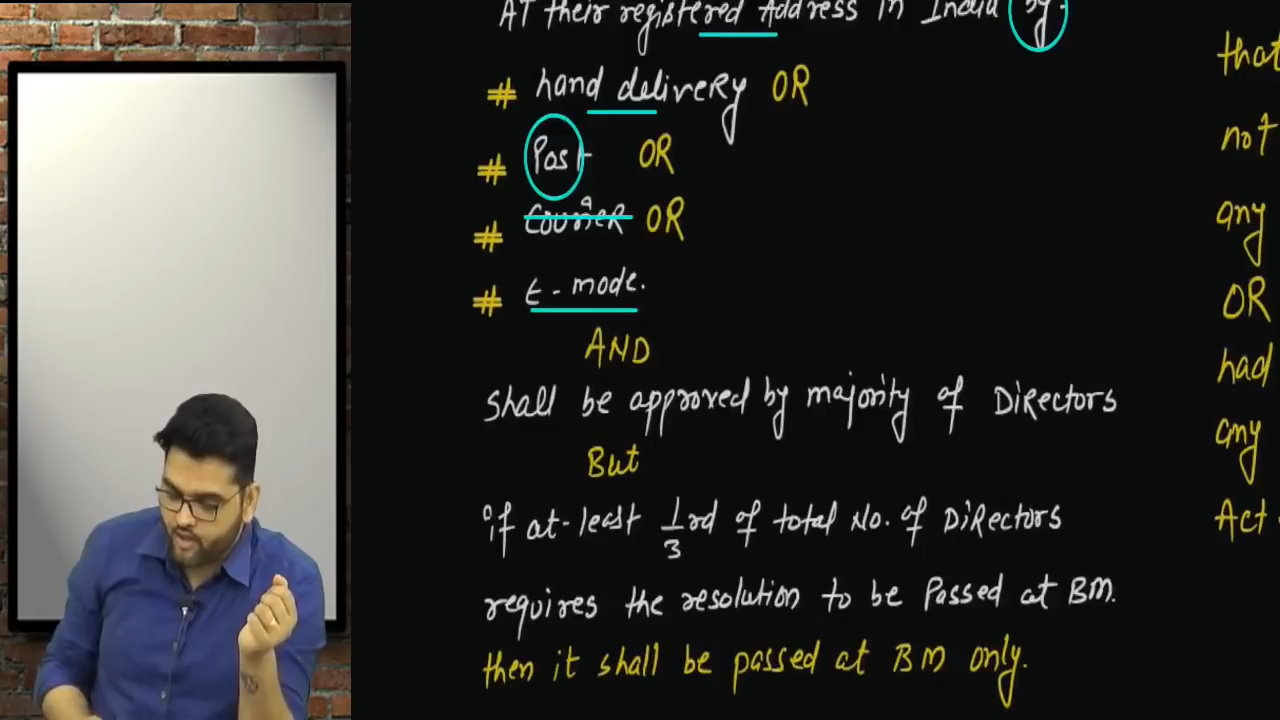 AT their registered Address in India by.
# hand delivery OR
# Post OR
# Courier OR
# E-mode.
AND
shall be approved by majority of Directors
But
if at-least 1/3rd of total No. of Directors
requires the resolution to be Passed at BM.
then it shall be passed at BM only.
that
not
any
OR
had
any
Act